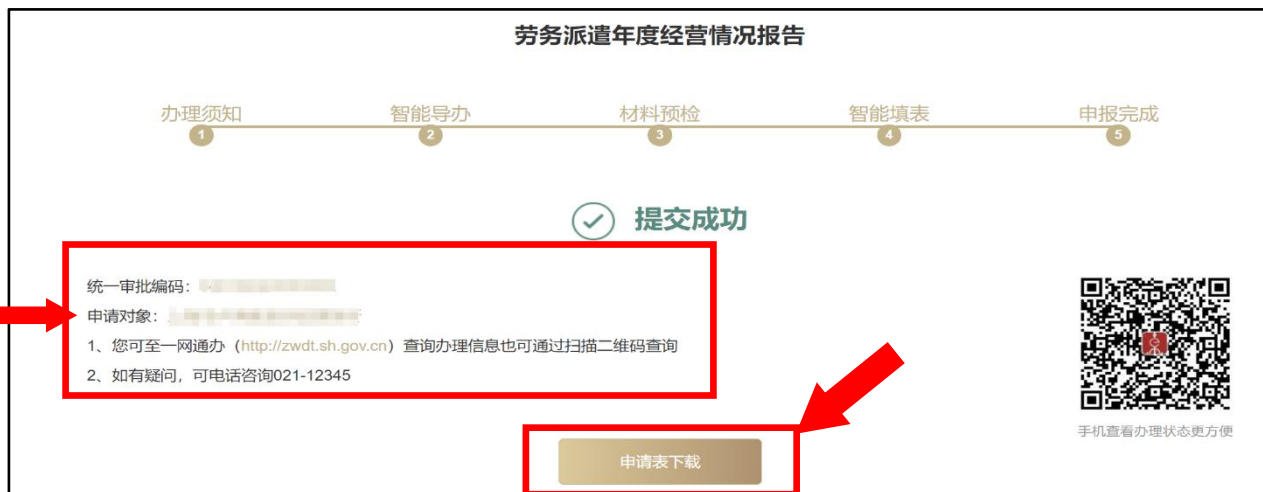 劳务派遣年度经营情况报告
办理须知 智能导办 材料预检 智能填表 申报完成
1 2 3 4 5
提交成功
统一审批编码：
申请对象：
1、您可至一网通办（http://zwdt.sh.gov.cn）查询办理信息也可通过扫描二维码查询
2、如有疑问，可电话咨询021-12345
手机查看办理状态更方便
申请表下载